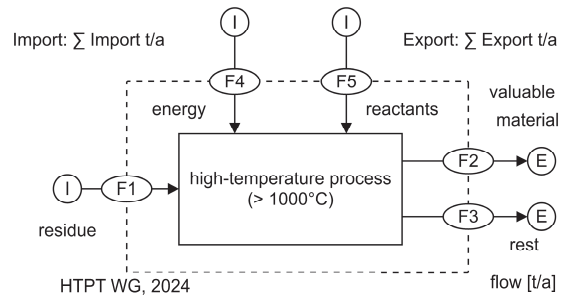 I
I
Import: ∑ Import t/a
Export: ∑ Export t/a
F4
F5
energy
reactants
valuable
material
high-temperature process
(> 1000°C)
I
F1
F2
E
F3
E
residue
rest
HTPT WG, 2024
flow [t/a]